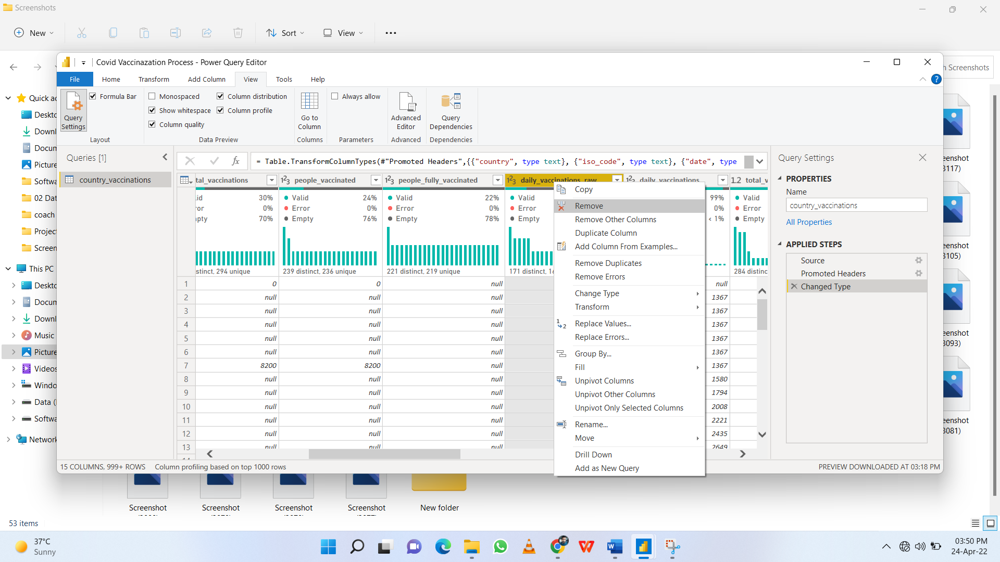 Screenshots
New
Sort
View
Screenshots
Covid Vaccinazation Process - Power Query Editor
File Home Transform Add Column View Tools Help
Query Settings
Formula Bar
Layout
Monospaced
Show whitespace
Column quality
Column distribution
Column profile
Data Preview
Go to Column
Columns
Always allow
Parameters
Advanced Editor
Advanced
Query Dependencies
Dependencies
Queries [1]
country_vaccinations
fx
= Table.TransformColumnTypes(#"Promoted Headers",{{"country", type text}, {"iso_code", type text}, {"date", type
tal_vaccinations
people_vaccinated
people_fully_vaccinated
daily_vaccinations_raw
daily_vaccinations
1.2 total_v
lid 30%
ror 0%
pty 70%
stinct, 294 unique
Valid 24%
Error 0%
Empty 76%
239 distinct, 236 unique
Valid 22%
Error 0%
Empty 78%
221 distinct, 219 unique
Valid
Error
Empty
171 distinct, 16
99%
0%
< 1%
Valid
Error
Empty
284 distinc
1 0 0 null null
2 null null null 1367
3 null null null 1367
4 null null null 1367
5 null null null 1367
6 null null null 1367
7 8200 8200 null 1367
8 null null null 1580
9 null null null 1794
10 null null null 2008
11 null null null 2221
12 null null null 2435
13 null null null 2649
Copy
Remove
Remove Other Columns
Duplicate Column
Add Column From Examples...
Remove Duplicates
Remove Errors
Change Type
Transform
Replace Values...
Replace Errors...
Group By...
Fill
Unpivot Columns
Unpivot Other Columns
Unpivot Only Selected Columns
Rename...
Move
Drill Down
Add as New Query
Query Settings
PROPERTIES
Name
country_vaccinations
All Properties
APPLIED STEPS
Source
Promoted Headers
Changed Type
15 COLUMNS, 999+ ROWS Column profiling based on top 1000 rows
PREVIEW DOWNLOADED AT 03:18 PM
Quick ac
Deskto
Downl
Docum
Picture
Softwa
02 Dat
coach
Project
Screen
This PC
Deskto
Docum
Downl
Music
Picture
Videos
Windo
Data (
Softwa
Network
eenshot
3117)
eenshot
3105)
eenshot
3093)
eenshot
3081)
Screenshot
Screenshot
Screenshot
Screenshot
New folder
53 items
37°C
Sunny
03:50 PM
24-Apr-22